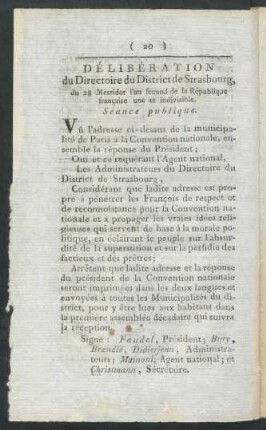 ( 20 )
DÉLIBÉRATION
du Directoire du District de Strasbourg,
du 28 Messidor l'an second de la République
française une et indivisible.
Séance publique.
Vû l'adresse ci-dessus de la municipa-
lité de Paris à la Convention nationale, en-
semble la réponse du Président ;
Oui et ce requérant l'Agent national,
Les Administrateurs du Directoire du
District de Strasbourg,
Considérant que ladite adresse est pro-
pre à pénétrer les Français de respect et
de reconnoissance pour la Convention na-
tionale et à propager les vraies idées reli-
gieuses qui servent de base à la morale po-
litique, en éclairant le peuple sur l'absur-
dité de la superstition et sur la perfidie des
factieux et des prêtres ;
Arrêtent que ladite adresse et la réponse
du président de la Convention nationale
seront imprimées dans les deux langues et
envoyées à toutes les Municipalités du di-
strict, pour y être lues aux habitans dans
la première assemblée décadaire qui suivra
la réception.
Signé : Faudel, Président ; Bury,
Brandlé, Didierjean, Administra-
teurs ; Mainoni, Agent national ; et
Christmann, Sécrétaire.